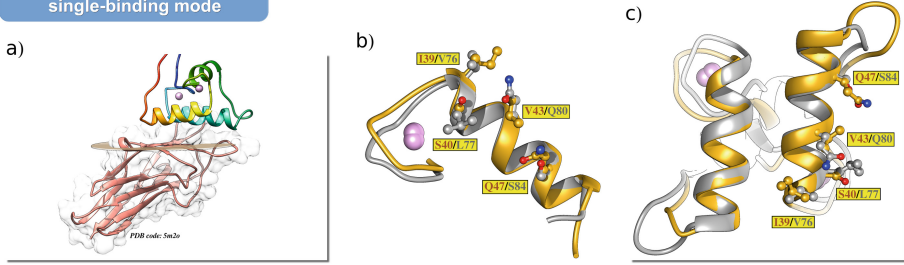 single-binding mode
a)
PDB code: 5m2o
b)
I39/V76
V43/Q80
S40/L77
Q47/S84
c)
Q47/S84
V43/Q80
S40/L77
I39/V76